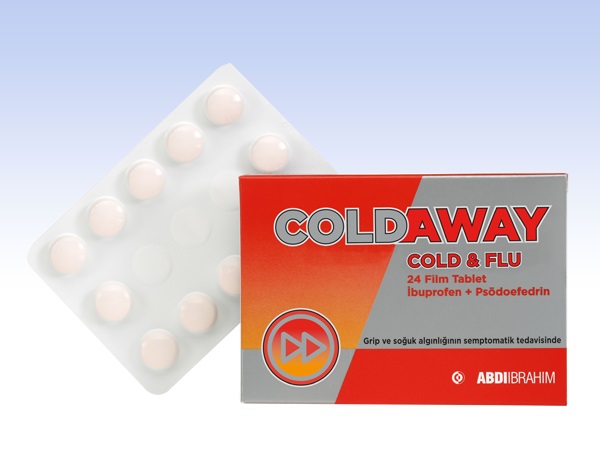 COLDAWAY
COLD & FLU
24 Film Tablet
İbuprofen + Psödoefedrin
Grip ve soğuk algınlığının semptomatik tedavisinde
ABDIIBRAHIM